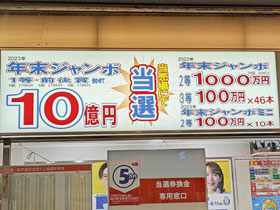 2023年
年末ジャンボ
1等・前後賞
10億円
当売場にて
当選
2023年
年末ジャンボ
2等1000万円
3等100万円×46本
2023年
年末ジャンボミニ
2等100万円×10本
5
当選券換金
専用窓口